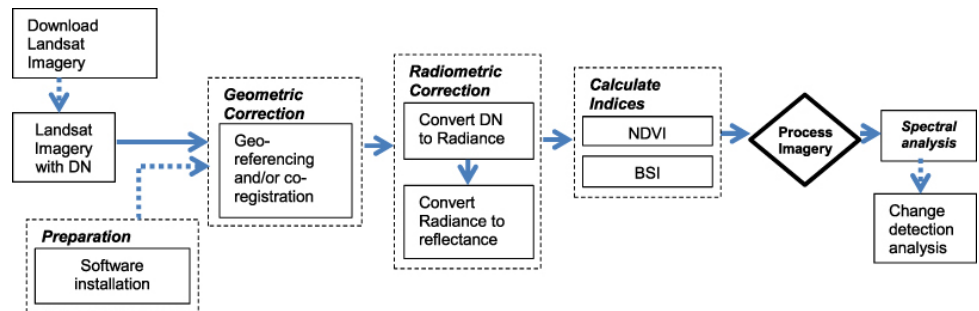 Download
Landsat
Imagery
Landsat
Imagery
with DN
Preparation
Software
installation
Geometric
Correction
Geo-
referencing
and/or co-
registration
Radiometric
Correction
Convert DN
to Radiance
Convert
Radiance to
reflectance
Calculate
Indices
NDVI
BSI
Process
Imagery
Spectral
analysis
Change
detection
analysis